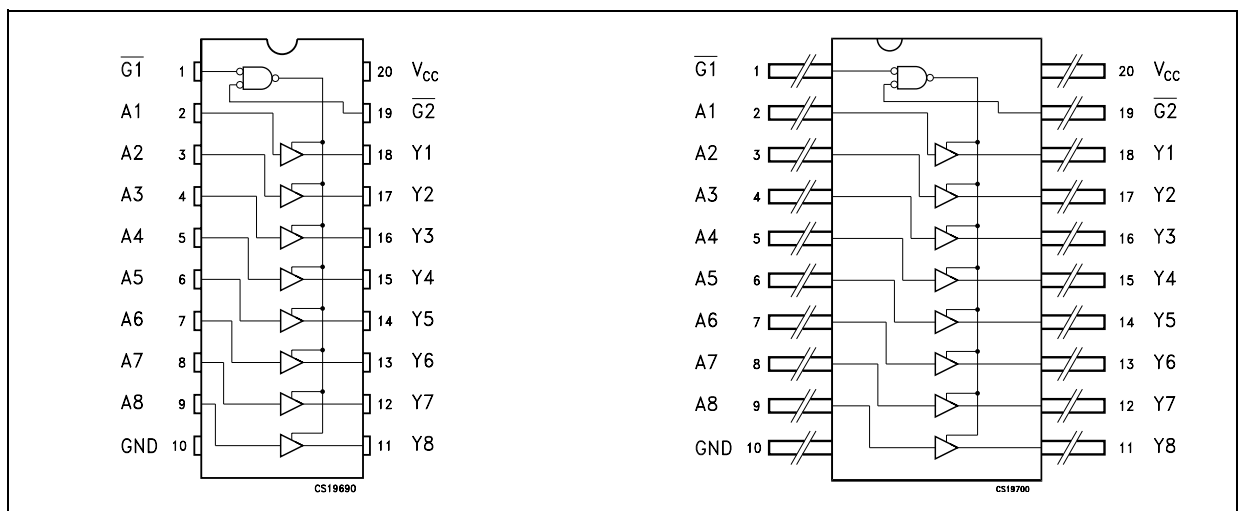 G1 1 20 VCC
A1 2 19 G2
A2 3 18 Y1
A3 4 17 Y2
A4 5 16 Y3
A5 6 15 Y4
A6 7 14 Y5
A7 8 13 Y6
A8 9 12 Y7
GND 10 11 Y8
CS19690
G1 1 20 VCC
A1 2 19 G2
A2 3 18 Y1
A3 4 17 Y2
A4 5 16 Y3
A5 6 15 Y4
A6 7 14 Y5
A7 8 13 Y6
A8 9 12 Y7
GND 10 11 Y8
CS19700